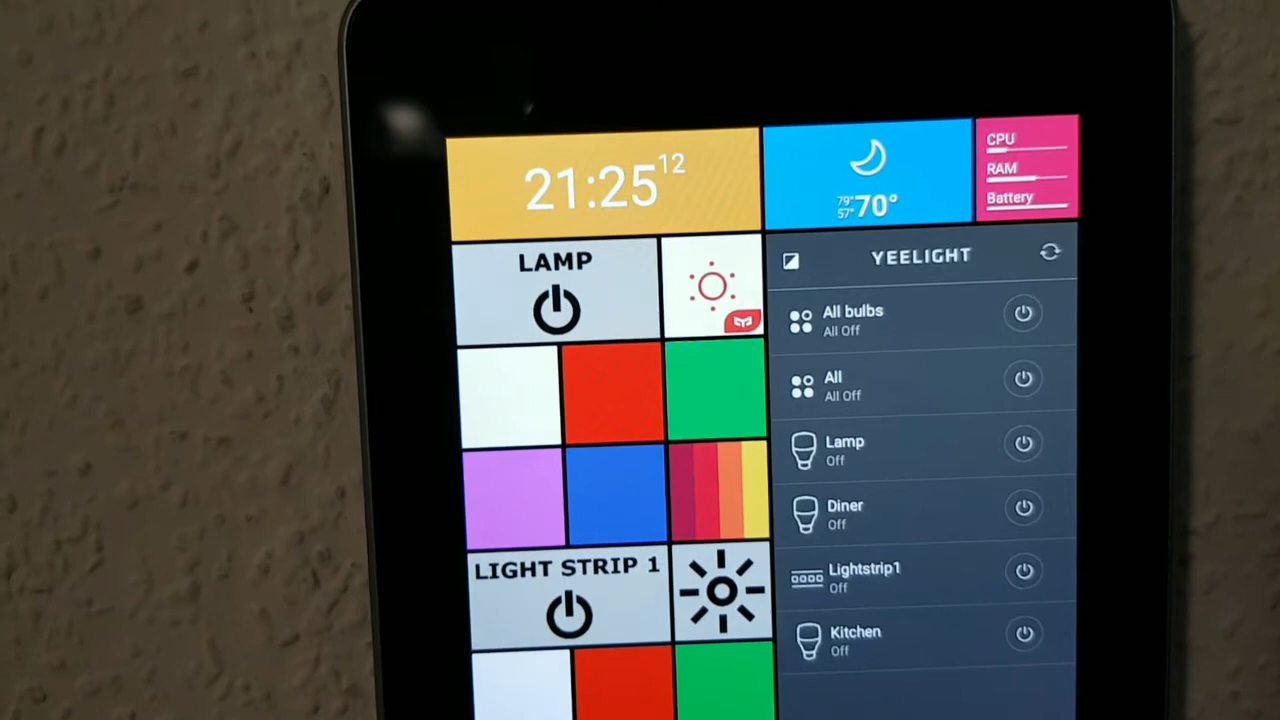 21:25 12
79°
57° 70°
CPU
RAM
Battery
LAMP
YEELIGHT
All bulbs
All Off
All
All Off
Lamp
Off
Diner
Off
LIGHT STRIP 1
Lightstrip1
Off
Kitchen
Off